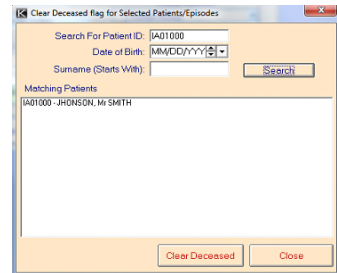 Clear Deceased flag for Selected Patients/Episodes
Search For Patient ID: IA01000
Date of Birth: MM/DD/YYY
Surname (Starts With): Search
Matching Patients
IA01000 - JHONSON, Mr SMITH
Clear Deceased Close